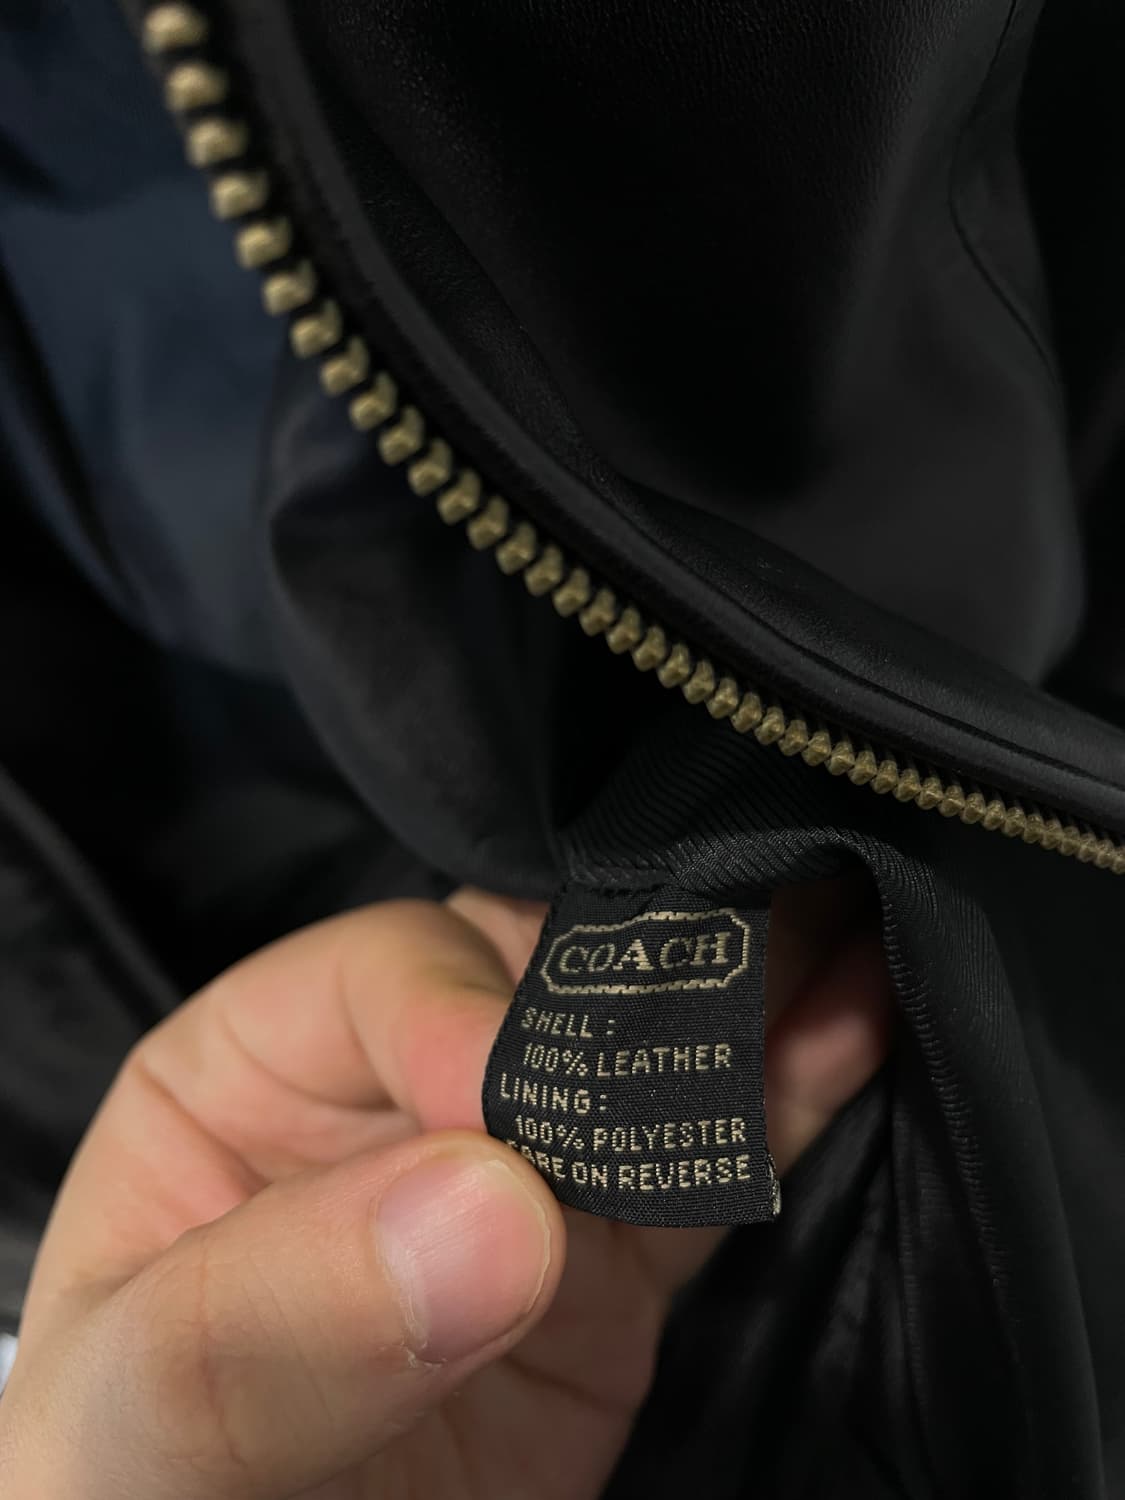 COACH
SHELL :
100% LEATHER
LINING :
100% POLYESTER
CARE ON REVERSE